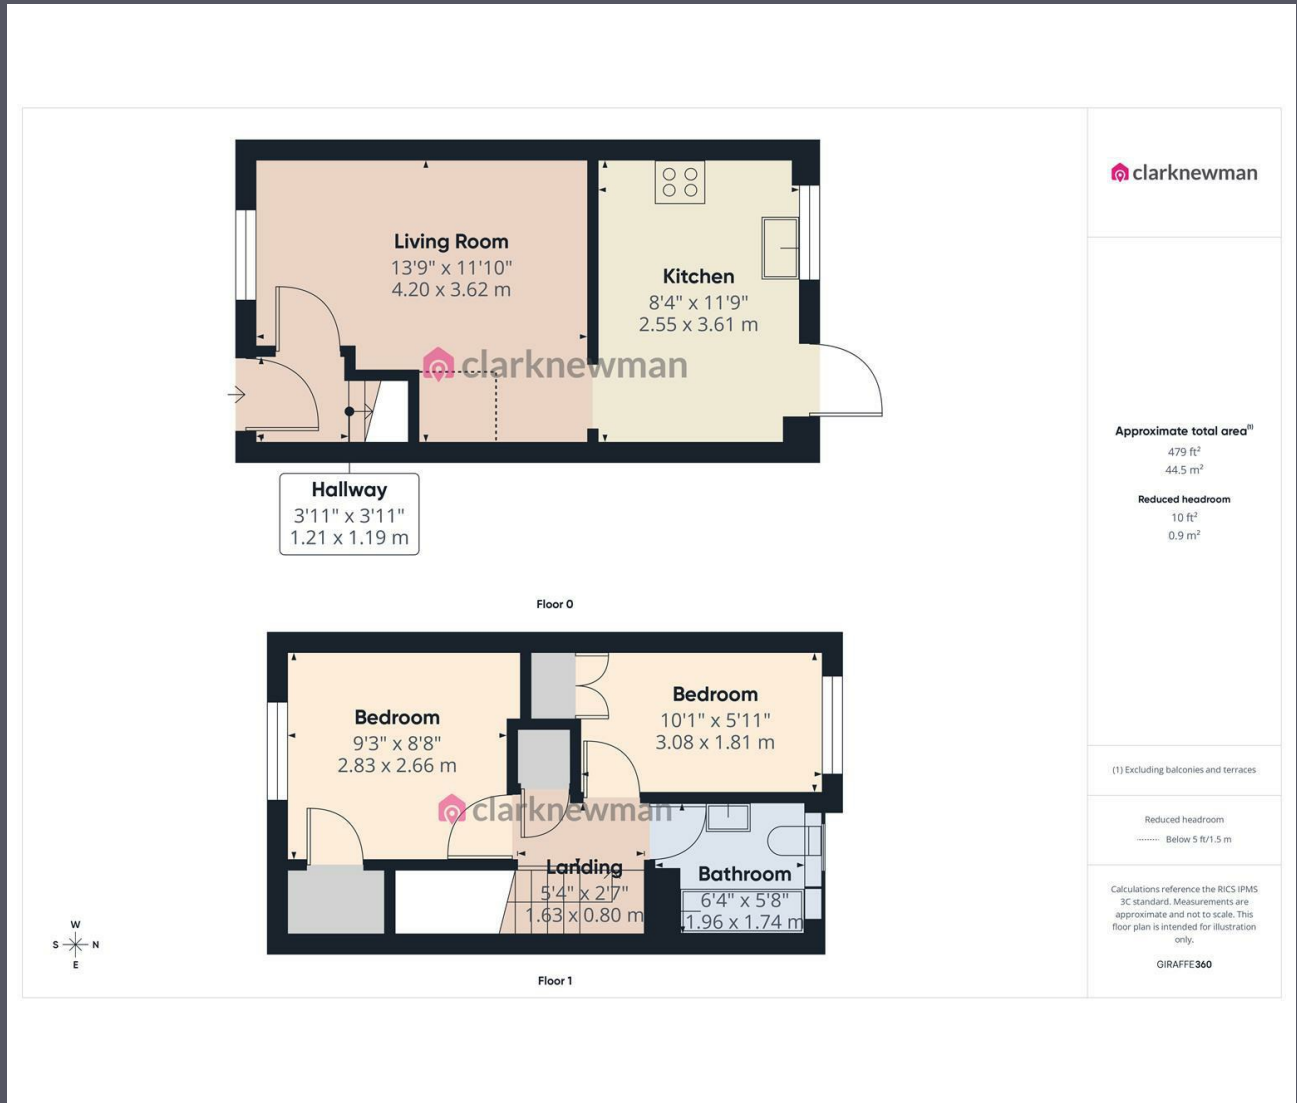 Living Room
13'9" x 11'10"
4.20 x 3.62 m
Kitchen
8'4" x 11'9"
2.55 x 3.61 m
clarknewman
Hallway
3'11" x 3'11"
1.21 x 1.19 m
Floor 0
Bedroom
9'3" x 8'8"
2.83 x 2.66 m
Bedroom
10'1" x 5'11"
3.08 x 1.81 m
clarknewman
Landing
5'4" x 2'7"
1.63 x 0.80 m
Bathroom
6'4" x 5'8"
1.96 x 1.74 m
W
S N
E
Floor 1
clarknewman
Approximate total area(1)
479 ft²
44.5 m²
Reduced headroom
10 ft²
0.9 m²
(1) Excluding balconies and terraces
Reduced headroom
Below 5 ft/1.5 m
Calculations reference the RICS IPMS
3C standard. Measurements are
approximate and not to scale. This
floor plan is intended for illustration
only.
GIRAFFE360